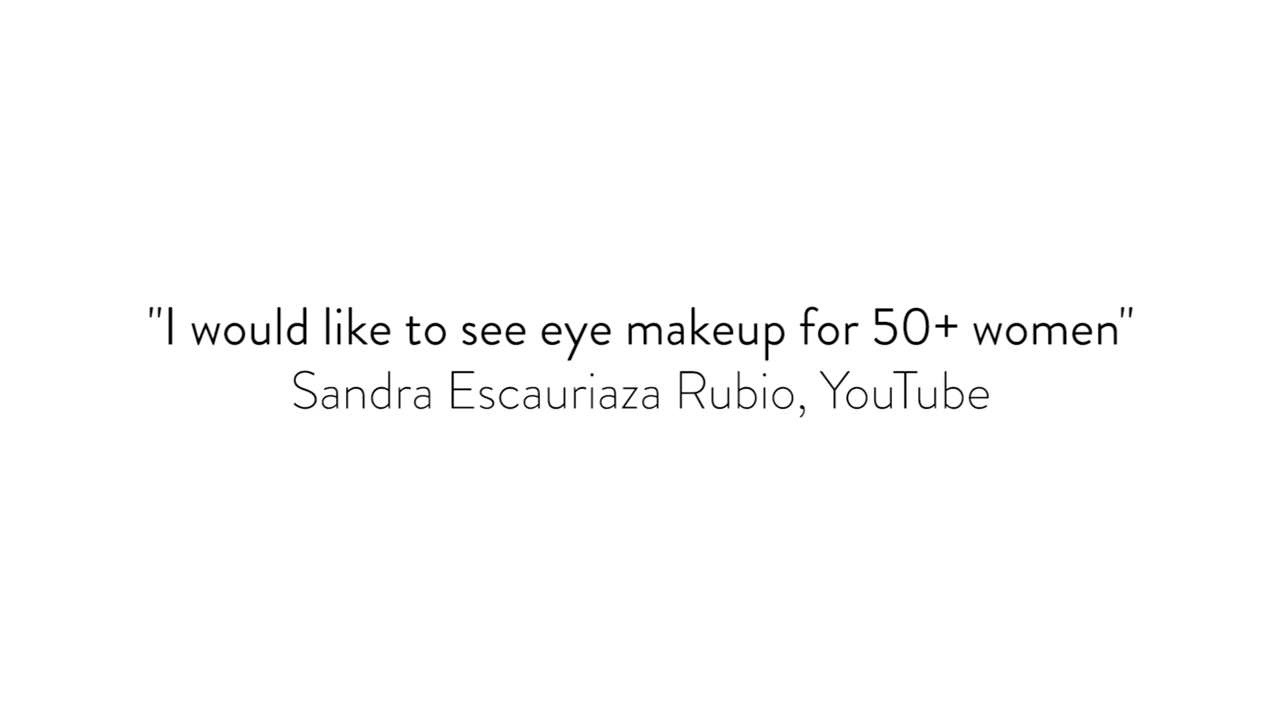 "I would like to see eye makeup for 50+ women"
Sandra Escauriaza Rubio, YouTube